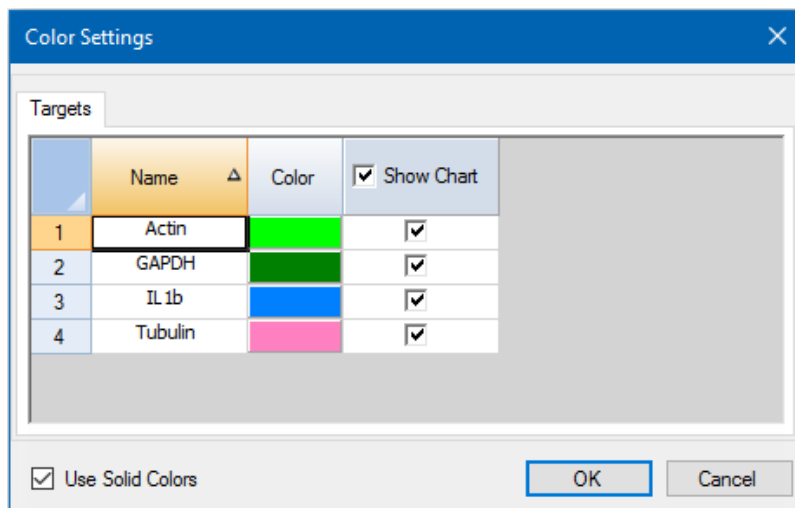 Color Settings
Targets
Name Color Show Chart
1 Actin
2 GAPDH
3 IL1b
4 Tubulin
Use Solid Colors OK Cancel